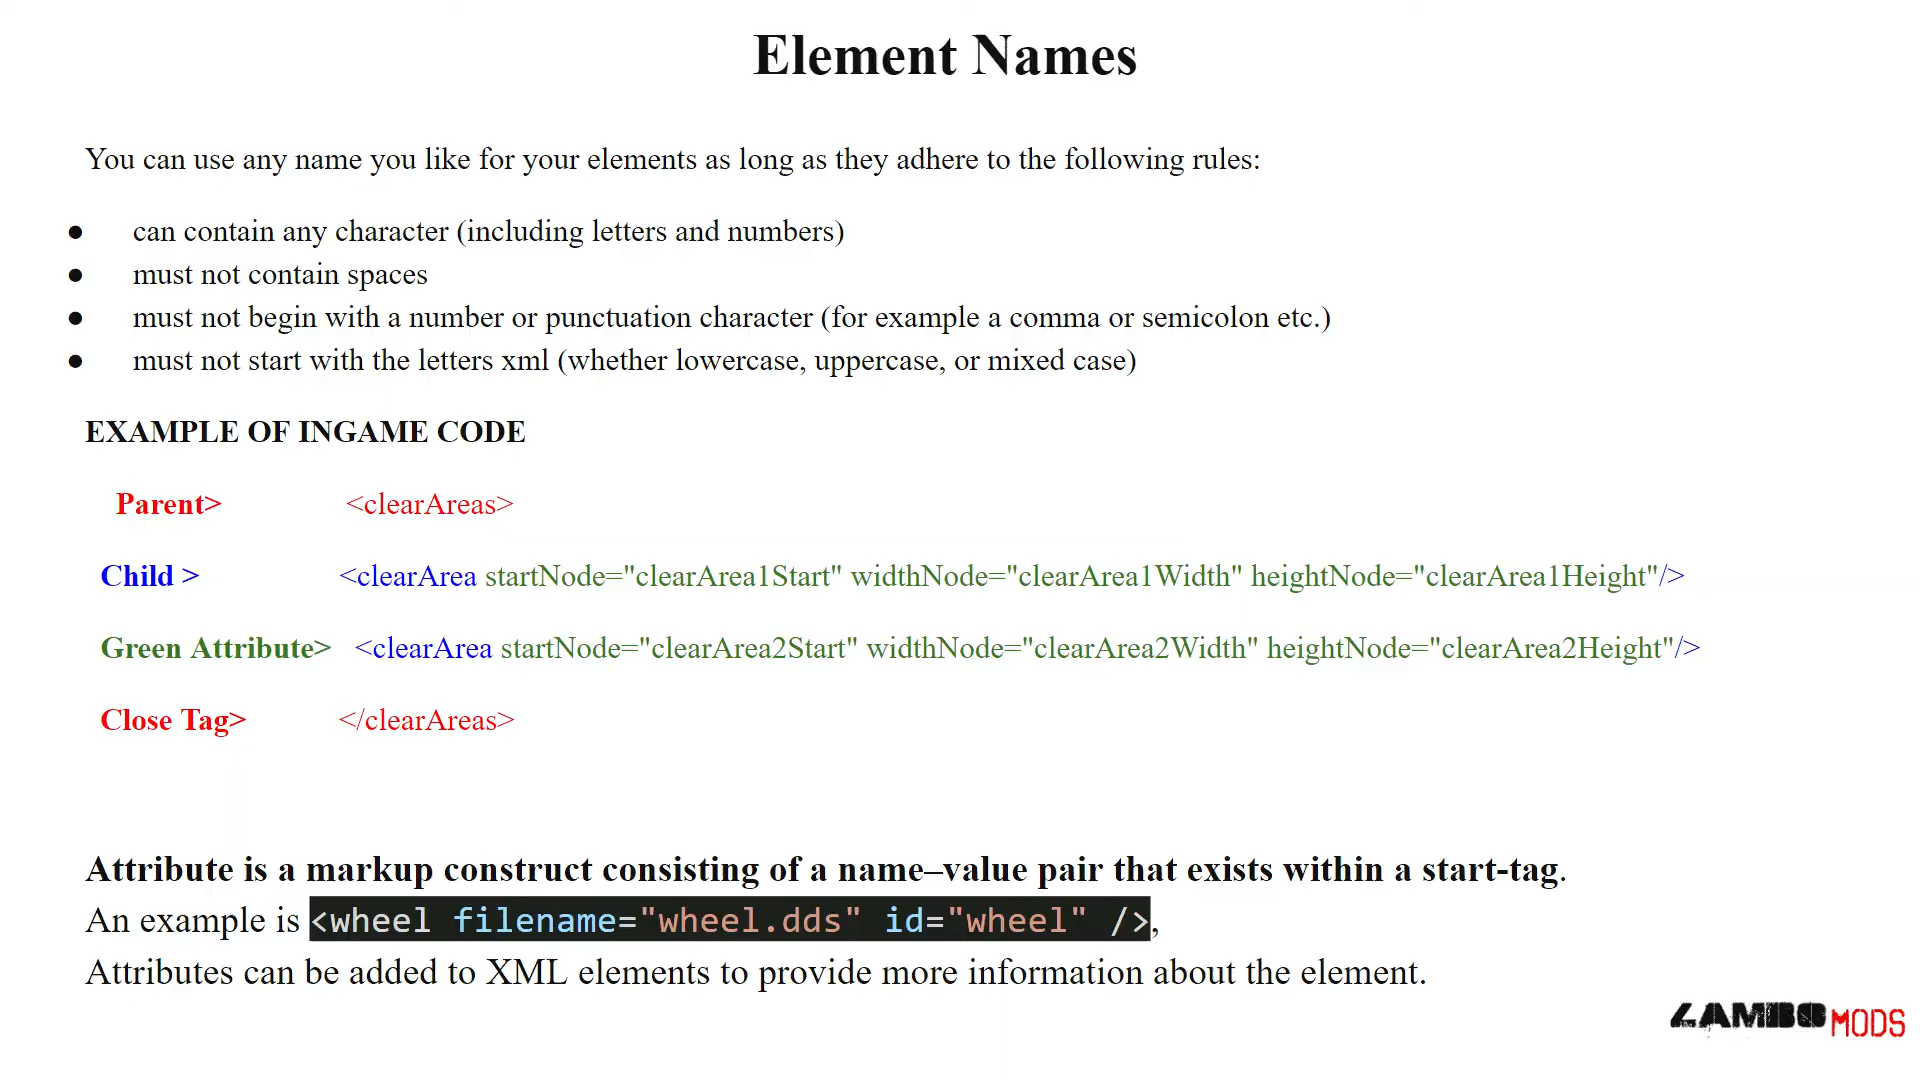 Element Names
You can use any name you like for your elements as long as they adhere to the following rules:
● can contain any character (including letters and numbers)
● must not contain spaces
● must not begin with a number or punctuation character (for example a comma or semicolon etc.)
● must not start with the letters xml (whether lowercase, uppercase, or mixed case)
EXAMPLE OF INGAME CODE
Parent> <clearAreas>
Child > <clearArea startNode="clearArea1Start" widthNode="clearArea1Width" heightNode="clearArea1Height"/>
Green Attribute> <clearArea startNode="clearArea2Start" widthNode="clearArea2Width" heightNode="clearArea2Height"/>
Close Tag> </clearAreas>
Attribute is a markup construct consisting of a name–value pair that exists within a start-tag.
An example is <wheel filename="wheel.dds" id="wheel" />,
Attributes can be added to XML elements to provide more information about the element.
LAMBO MODS